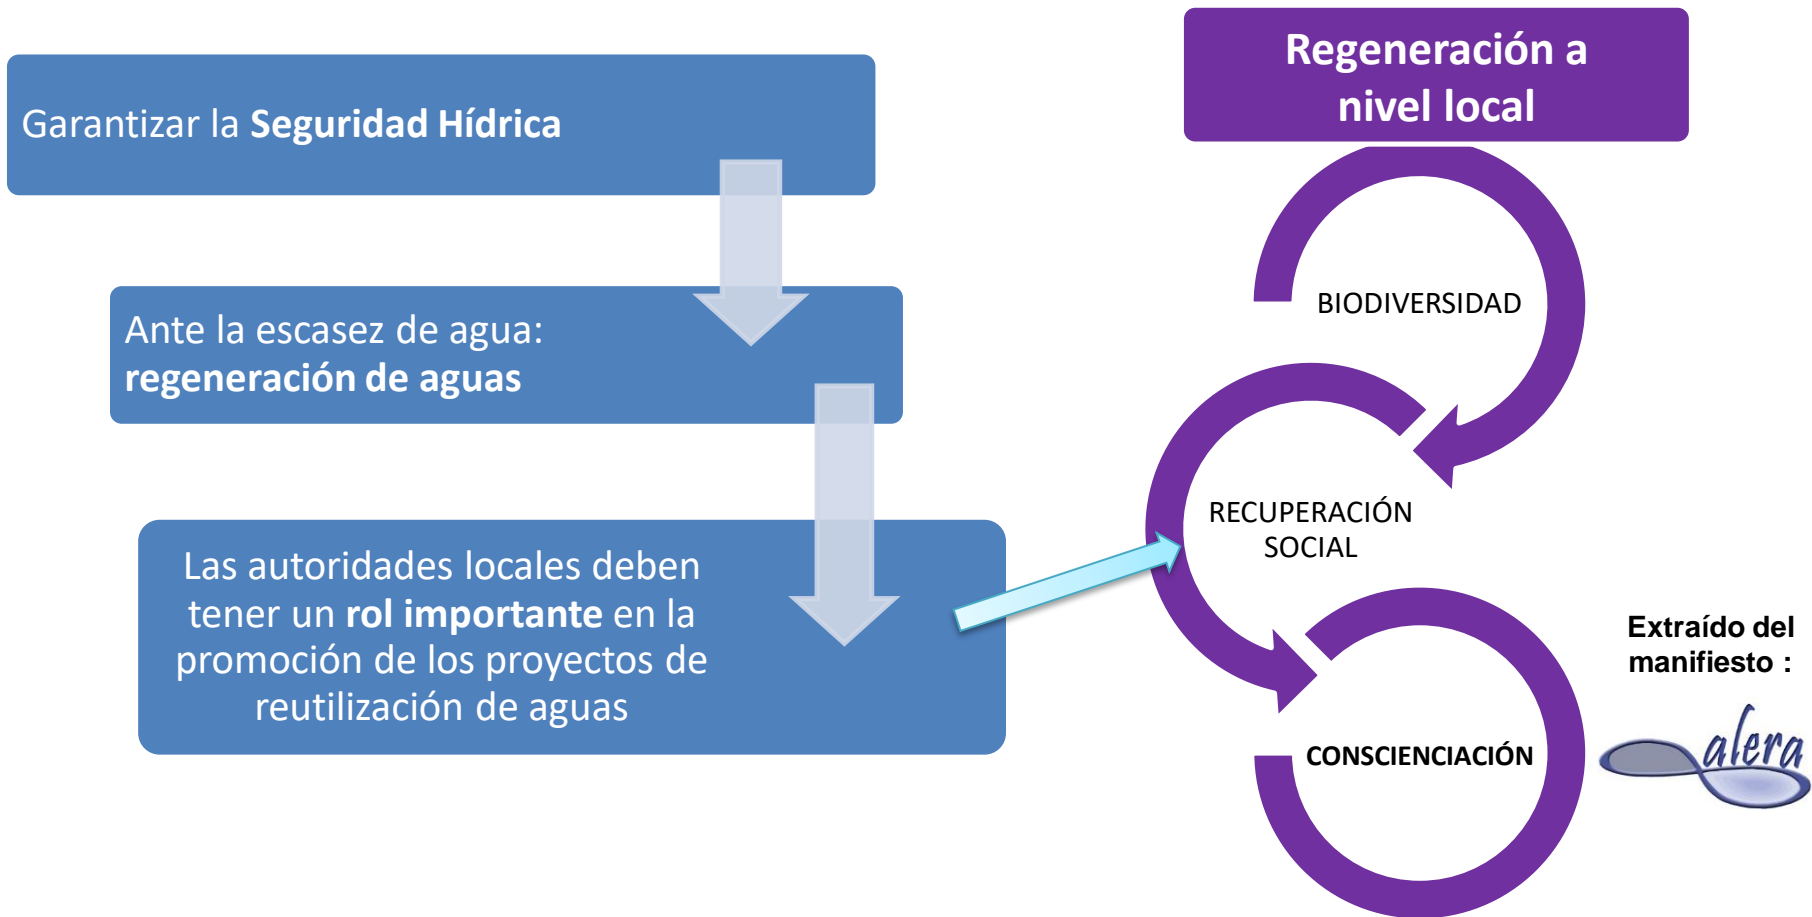 Garantizar la Seguridad Hídrica
Ante la escasez de agua:
regeneración de aguas
Las autoridades locales deben
tener un rol importante en la
promoción de los proyectos de
reutilización de aguas
Regeneración a
nivel local
BIODIVERSIDAD
RECUPERACIÓN
SOCIAL
CONSCIENCIACIÓN
Extraído del
manifiesto :
alera